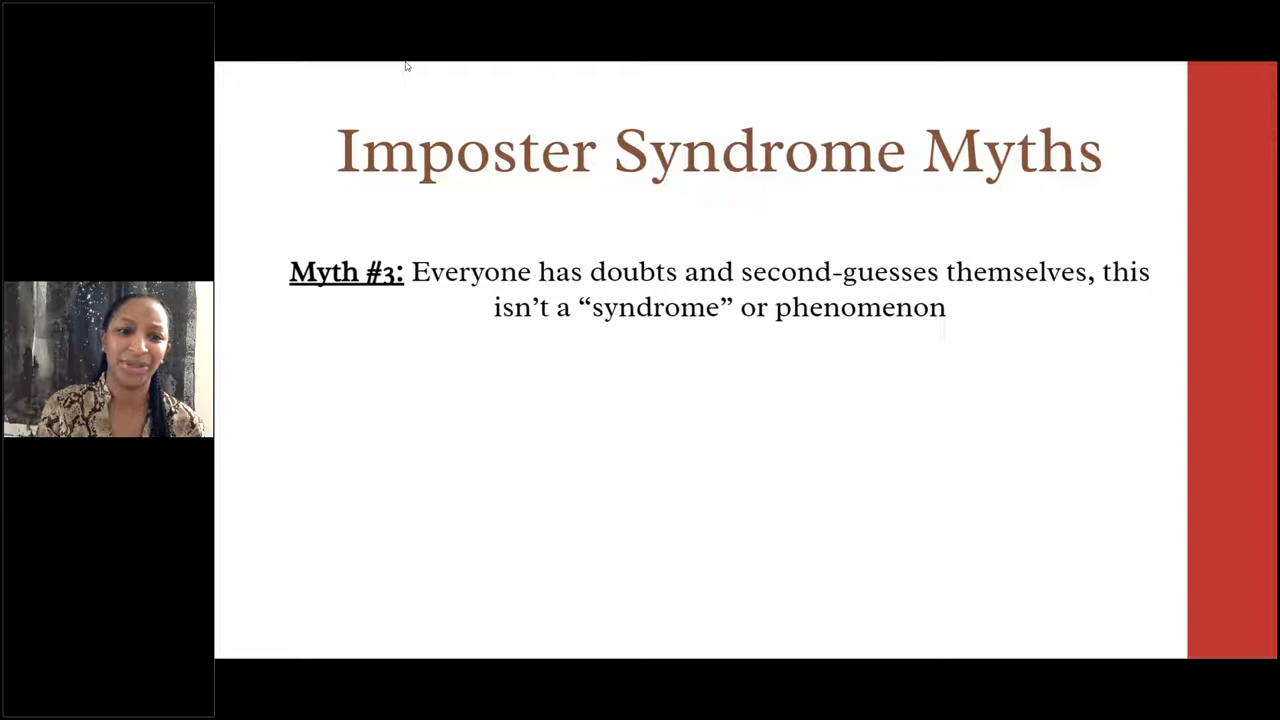 Imposter Syndrome Myths
Myth #3: Everyone has doubts and second-guesses themselves, this
isn’t a “syndrome” or phenomenon